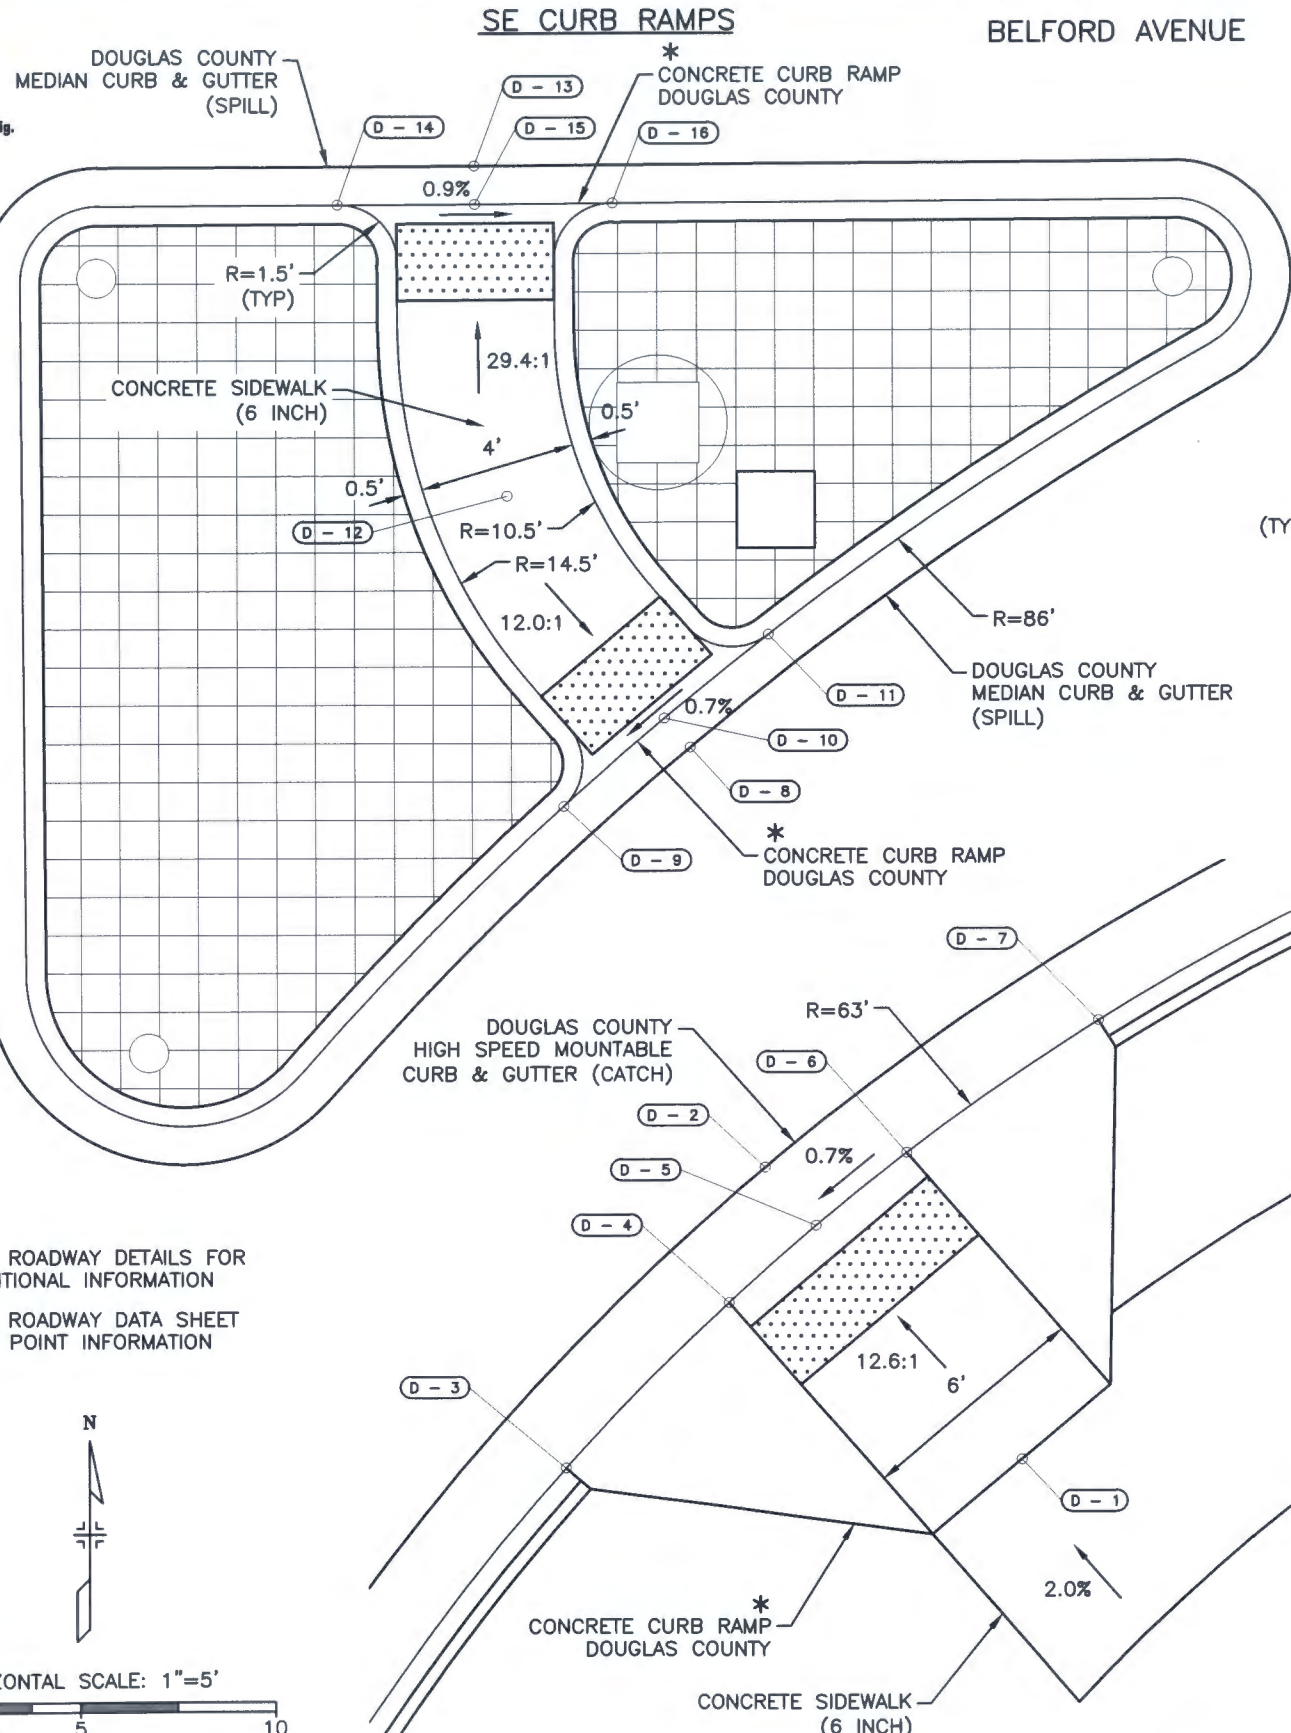 SE CURB RAMPS
BELFORD AVENUE
DOUGLAS COUNTY
MEDIAN CURB & GUTTER
(SPILL)
*
CONCRETE CURB RAMP
DOUGLAS COUNTY
D - 13
D - 14
D - 15
D - 16
0.9%
R=1.5'
(TYP)
29.4:1
CONCRETE SIDEWALK
(6 INCH)
0.5'
4'
0.5'
D - 12
R=10.5'
R=14.5'
12.0:1
R=86'
DOUGLAS COUNTY
MEDIAN CURB & GUTTER
(SPILL)
D - 11
0.7%
D - 10
D - 8
*
CONCRETE CURB RAMP
DOUGLAS COUNTY
D - 9
D - 7
R=63'
DOUGLAS COUNTY
HIGH SPEED MOUNTABLE
CURB & GUTTER (CATCH)
D - 6
D - 2
0.7%
D - 5
D - 4
ROADWAY DETAILS FOR
ITIONAL INFORMATION
ROADWAY DATA SHEET
POINT INFORMATION
12.6:1
6'
D - 3
N
D - 1
2.0%
*
CONCRETE CURB RAMP
DOUGLAS COUNTY
CONCRETE SIDEWALK
(6 INCH)
ZONTAL SCALE: 1"=5'
5
10